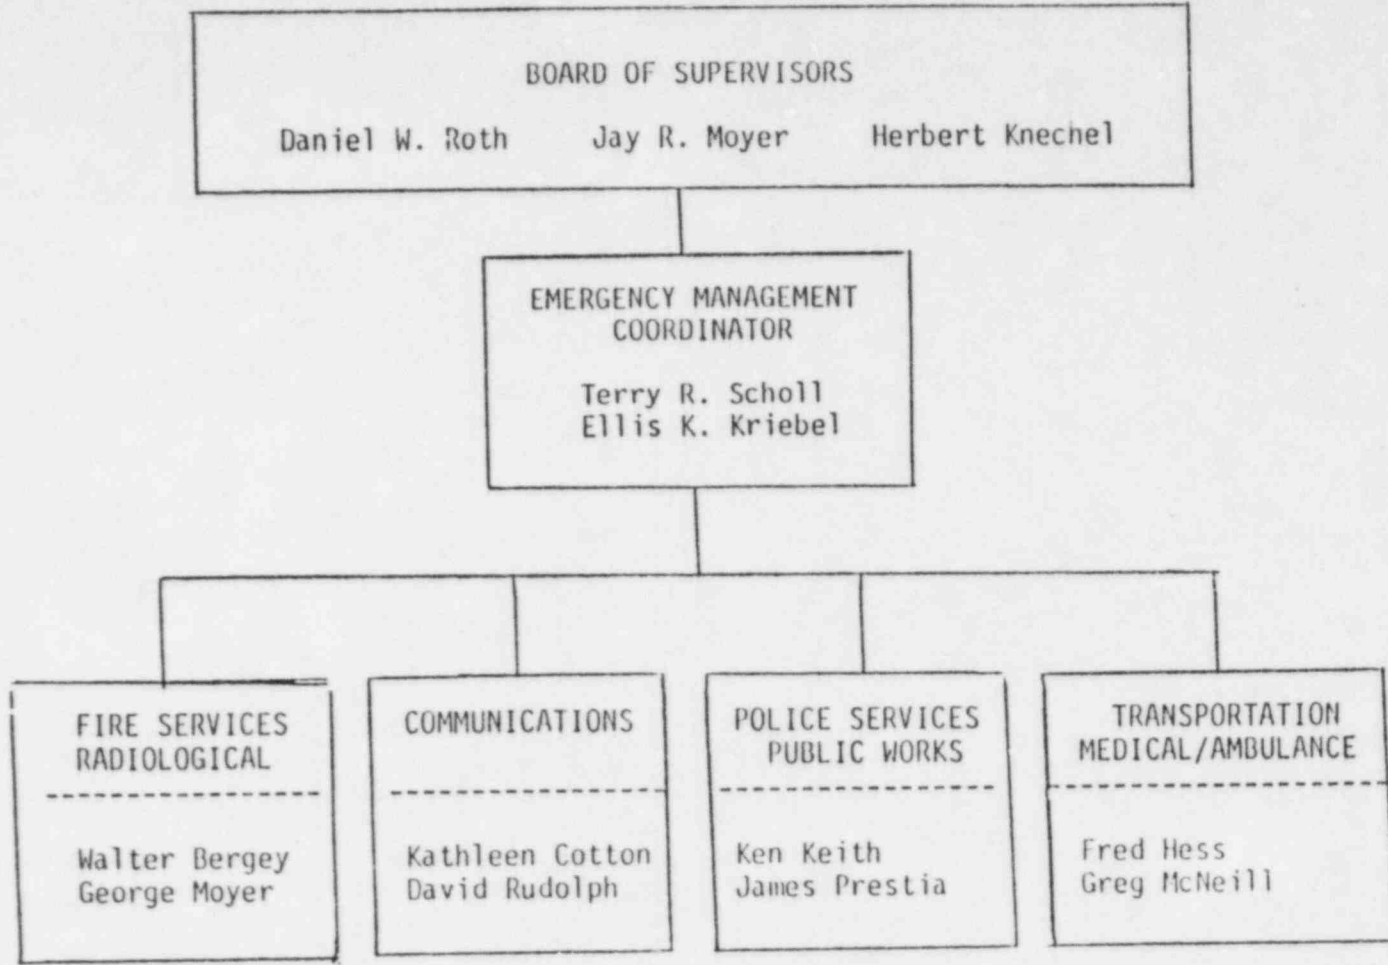 BOARD OF SUPERVISORS
Daniel W. Roth Jay R. Moyer Herbert Knechel
EMERGENCY MANAGEMENT
COORDINATOR
Terry R. Scholl
Ellis K. Kriebel
FIRE SERVICES
RADIOLOGICAL
Walter Bergey
George Moyer
COMMUNICATIONS
Kathleen Cotton
David Rudolph
POLICE SERVICES
PUBLIC WORKS
Ken Keith
James Prestia
TRANSPORTATION
MEDICAL/AMBULANCE
Fred Hess
Greg McNeill